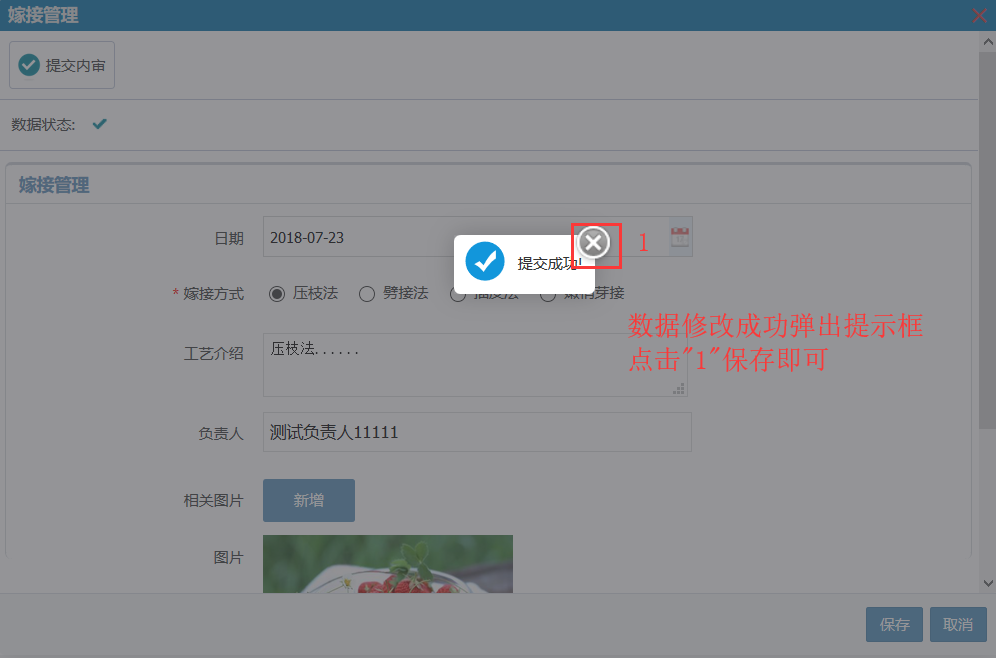 嫁接管理
提交内审
数据状态:
嫁接管理
日期 2018-07-23
提交成功!
1
* 嫁接方式 压枝法 劈接法
数据修改成功弹出提示框
点击"1"保存即可
工艺介绍 压枝法......
负责人 测试负责人11111
相关图片 新增
图片
保存 取消